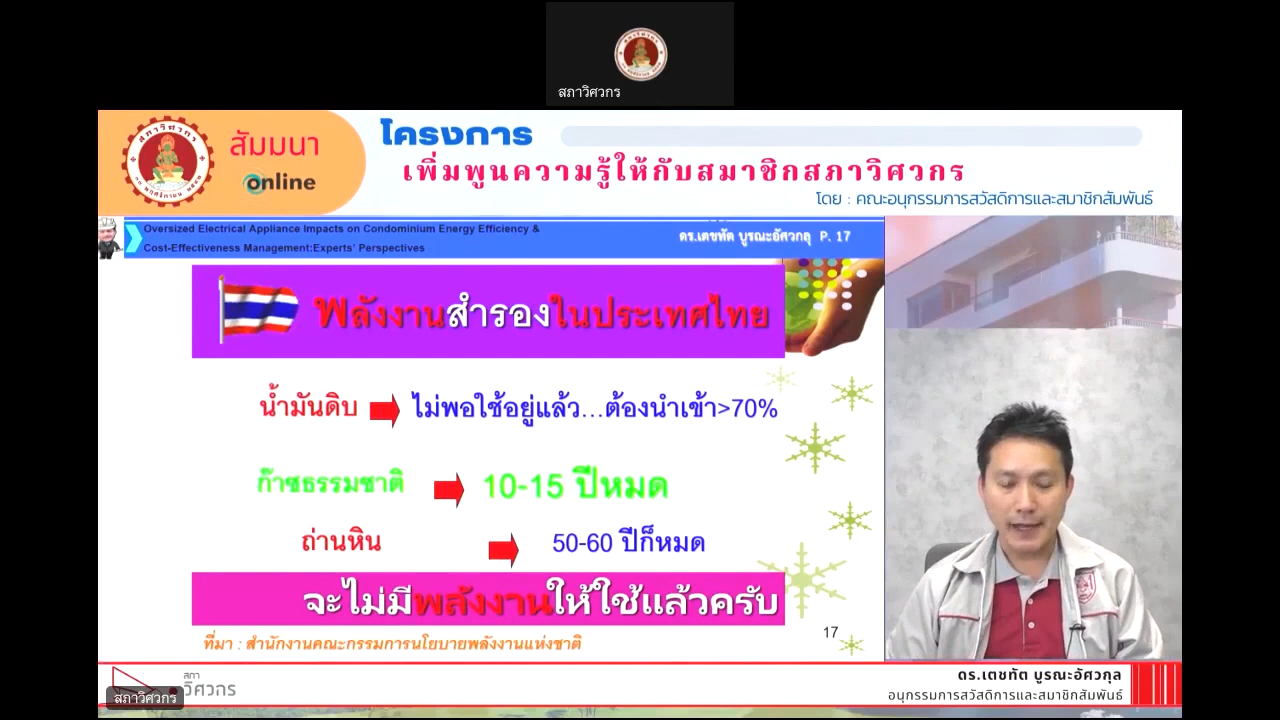 สภาวิศวกร
สัมมนา
online
โครงการ
เพิ่มพูนความรู้ให้กับสมาชิกสภาวิศวกร
โดย : คณะอนุกรรมการสวัสดิการและสมาชิกสัมพันธ์
Oversized Electrical Appliance Impacts on Condominium Energy Efficiency &
Cost-Effectiveness Management:Experts' Perspectives
ดร.เตชทัต บูรณะอัศวกลุ P. 17
พลังงานสำรองในประเทศไทย
น้ำมันดิบ ไม่พอใช้อยู่แล้ว...ต้องนำเข้า>70%
ก๊าซธรรมชาติ 10-15 ปีหมด
ถ่านหิน 50-60 ปีก็หมด
จะไม่มีพลังงานให้ใช้แล้วครับ
17
ที่มา : สำนักงานคณะกรรมการนโยบายพลังงานแห่งชาติ
สภา
วิศวกร
สภาวิศวกร
ดร.เตชทัต บูรณะอัศวกุล
อนุกรรมการสวัสดิการและสมาชิกสัมพันธ์